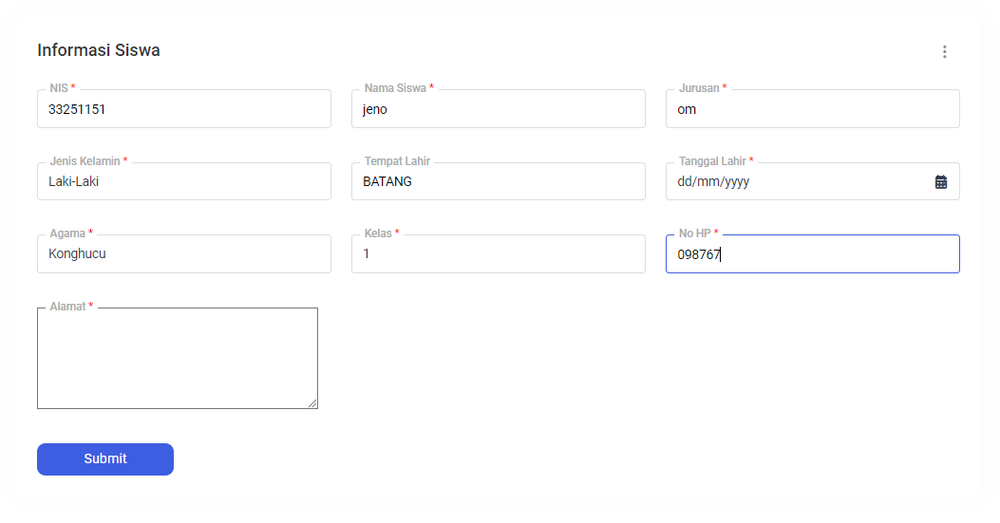 Informasi Siswa
NIS * Nama Siswa * Jurusan *
33251151 jeno om
Jenis Kelamin * Tempat Lahir Tanggal Lahir *
Laki-Laki BATANG dd/mm/yyyy
Agama * Kelas * No HP *
Konghucu 1 098767
Alamat *
Submit